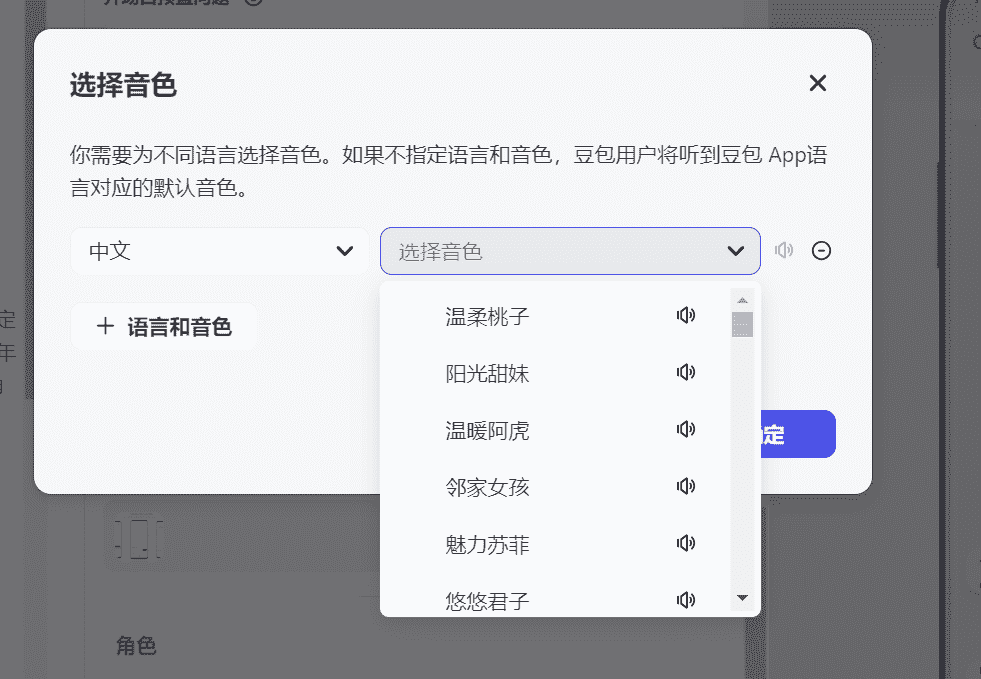 选择音色
你需要为不同语言选择音色。如果不指定语言和音色，豆包用户将听到豆包 App语
言对应的默认音色。
中文
选择音色
+ 语言和音色
温柔桃子
阳光甜妹
温暖阿虎
邻家女孩
魅力苏菲
悠悠君子
定
定
年
角色